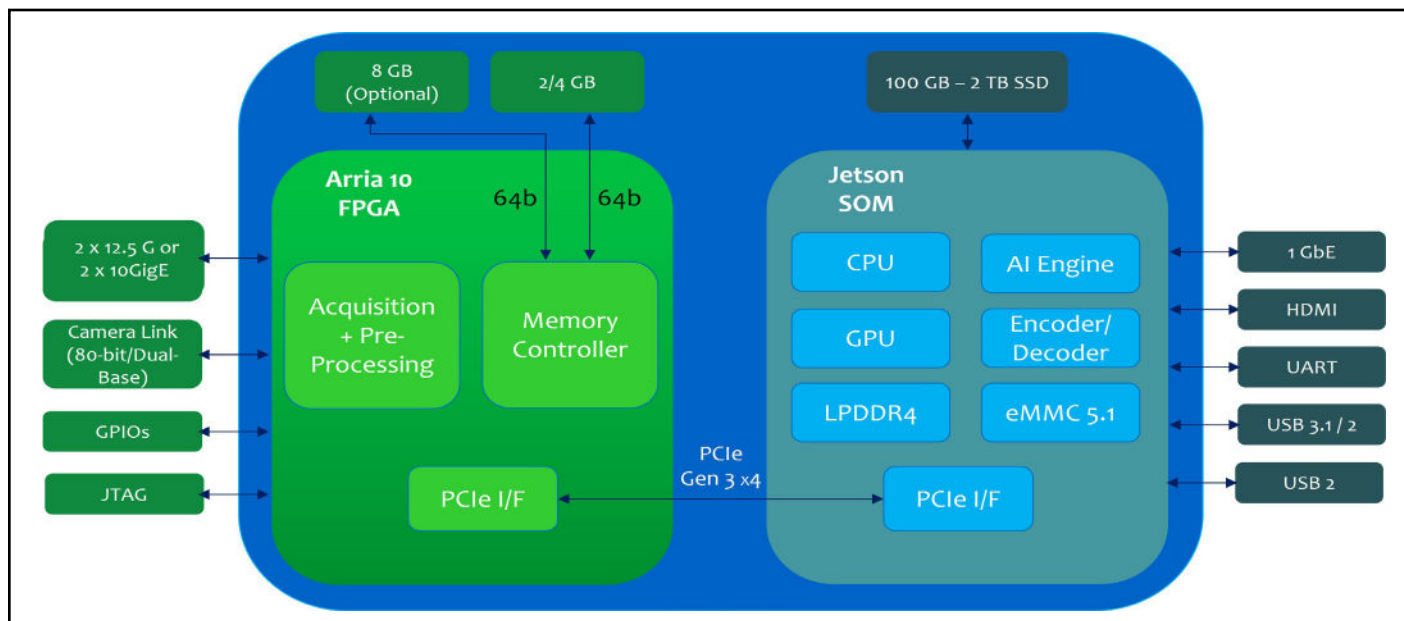 8 GB
(Optional)
2/4 GB
100 GB – 2 TB SSD
Arria 10
FPGA
64b
64b
Jetson
SOM
2 x 12.5 G or
2 x 10GigE
Camera Link
(80-bit/Dual-
Base)
GPIOs
JTAG
Acquisition
+ Pre-
Processing
Memory
Controller
PCIe I/F
PCIe
Gen 3 x4
CPU
AI Engine
GPU
Encoder/
Decoder
LPDDR4
eMMC 5.1
PCIe I/F
1 GbE
HDMI
UART
USB 3.1 / 2
USB 2